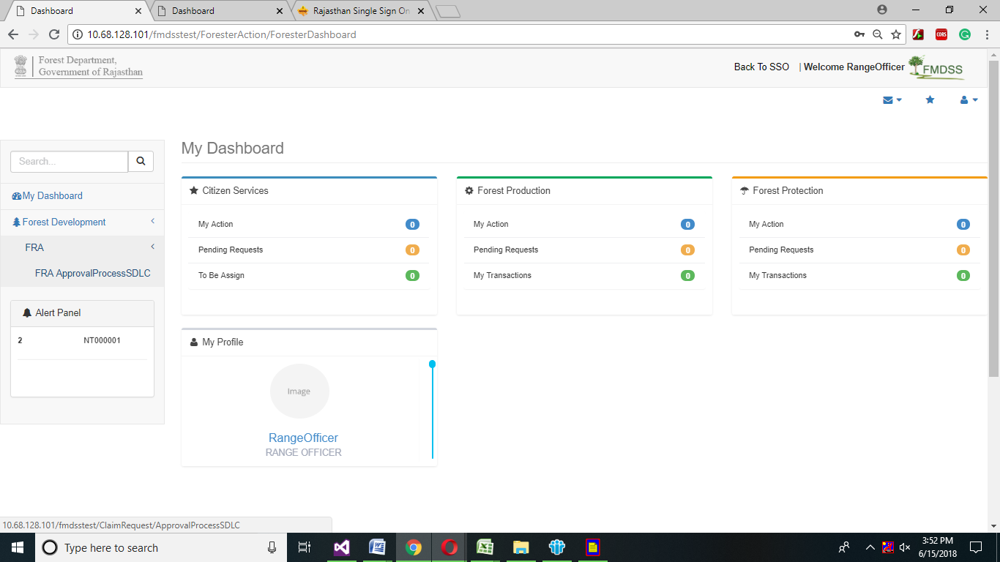 Dashboard
Dashboard
Rajasthan Single Sign On
10.68.128.101/fmdsstest/ForesterAction/ForesterDashboard
CORS
Forest Department,
Government of Rajasthan
Back To SSO | Welcome RangeOfficer
FMDSS
Search...
My Dashboard
Forest Development
FRA
FRA ApprovalProcessSDLC
Alert Panel
2 NT000001
My Dashboard
Citizen Services
My Action 0
Pending Requests 0
To Be Assign 0
Forest Production
My Action 0
Pending Requests 0
My Transactions 0
Forest Protection
My Action 0
Pending Requests 0
My Transactions 0
My Profile
Image
RangeOfficer
RANGE OFFICER
10.68.128.101/fmdsstest/ClaimRequest/ApprovalProcessSDLC
Type here to search
3:52 PM
6/15/2018